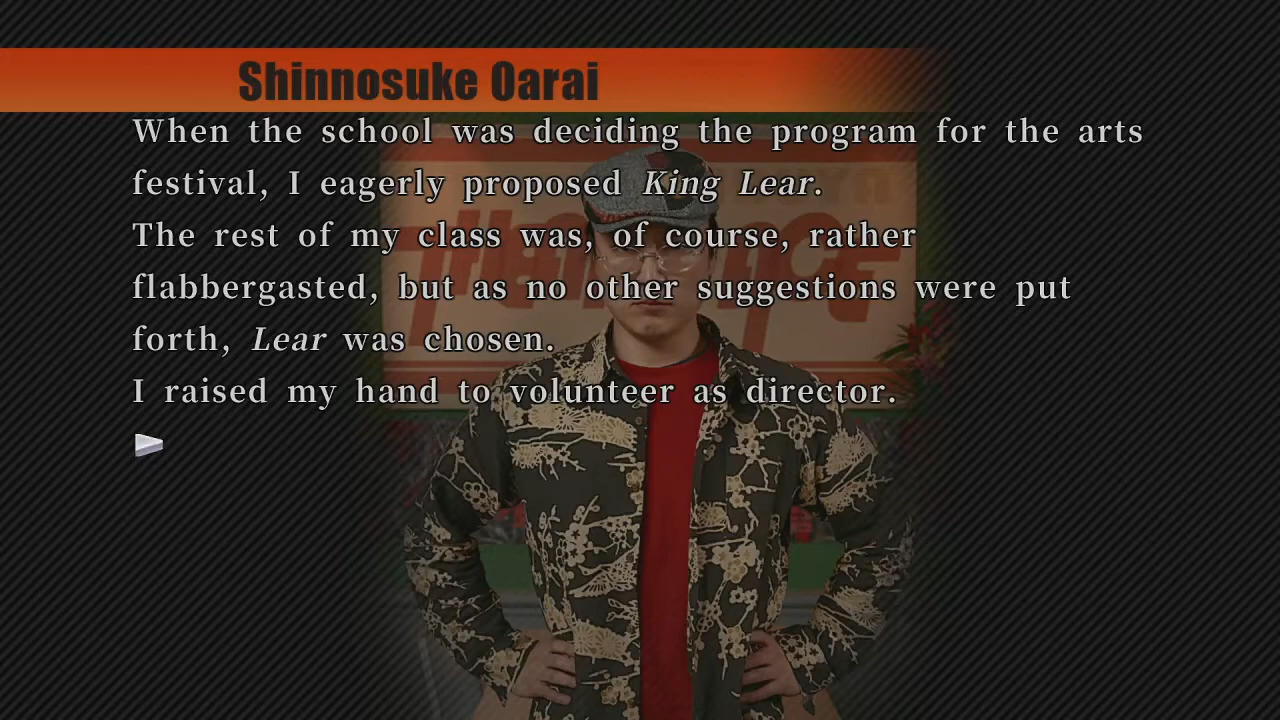 Shinnosuke Oarai
When the school was deciding the program for the arts
festival, I eagerly proposed King Lear.
The rest of my class was, of course, rather
flabbergasted, but as no other suggestions were put
forth, Lear was chosen.
I raised my hand to volunteer as director.